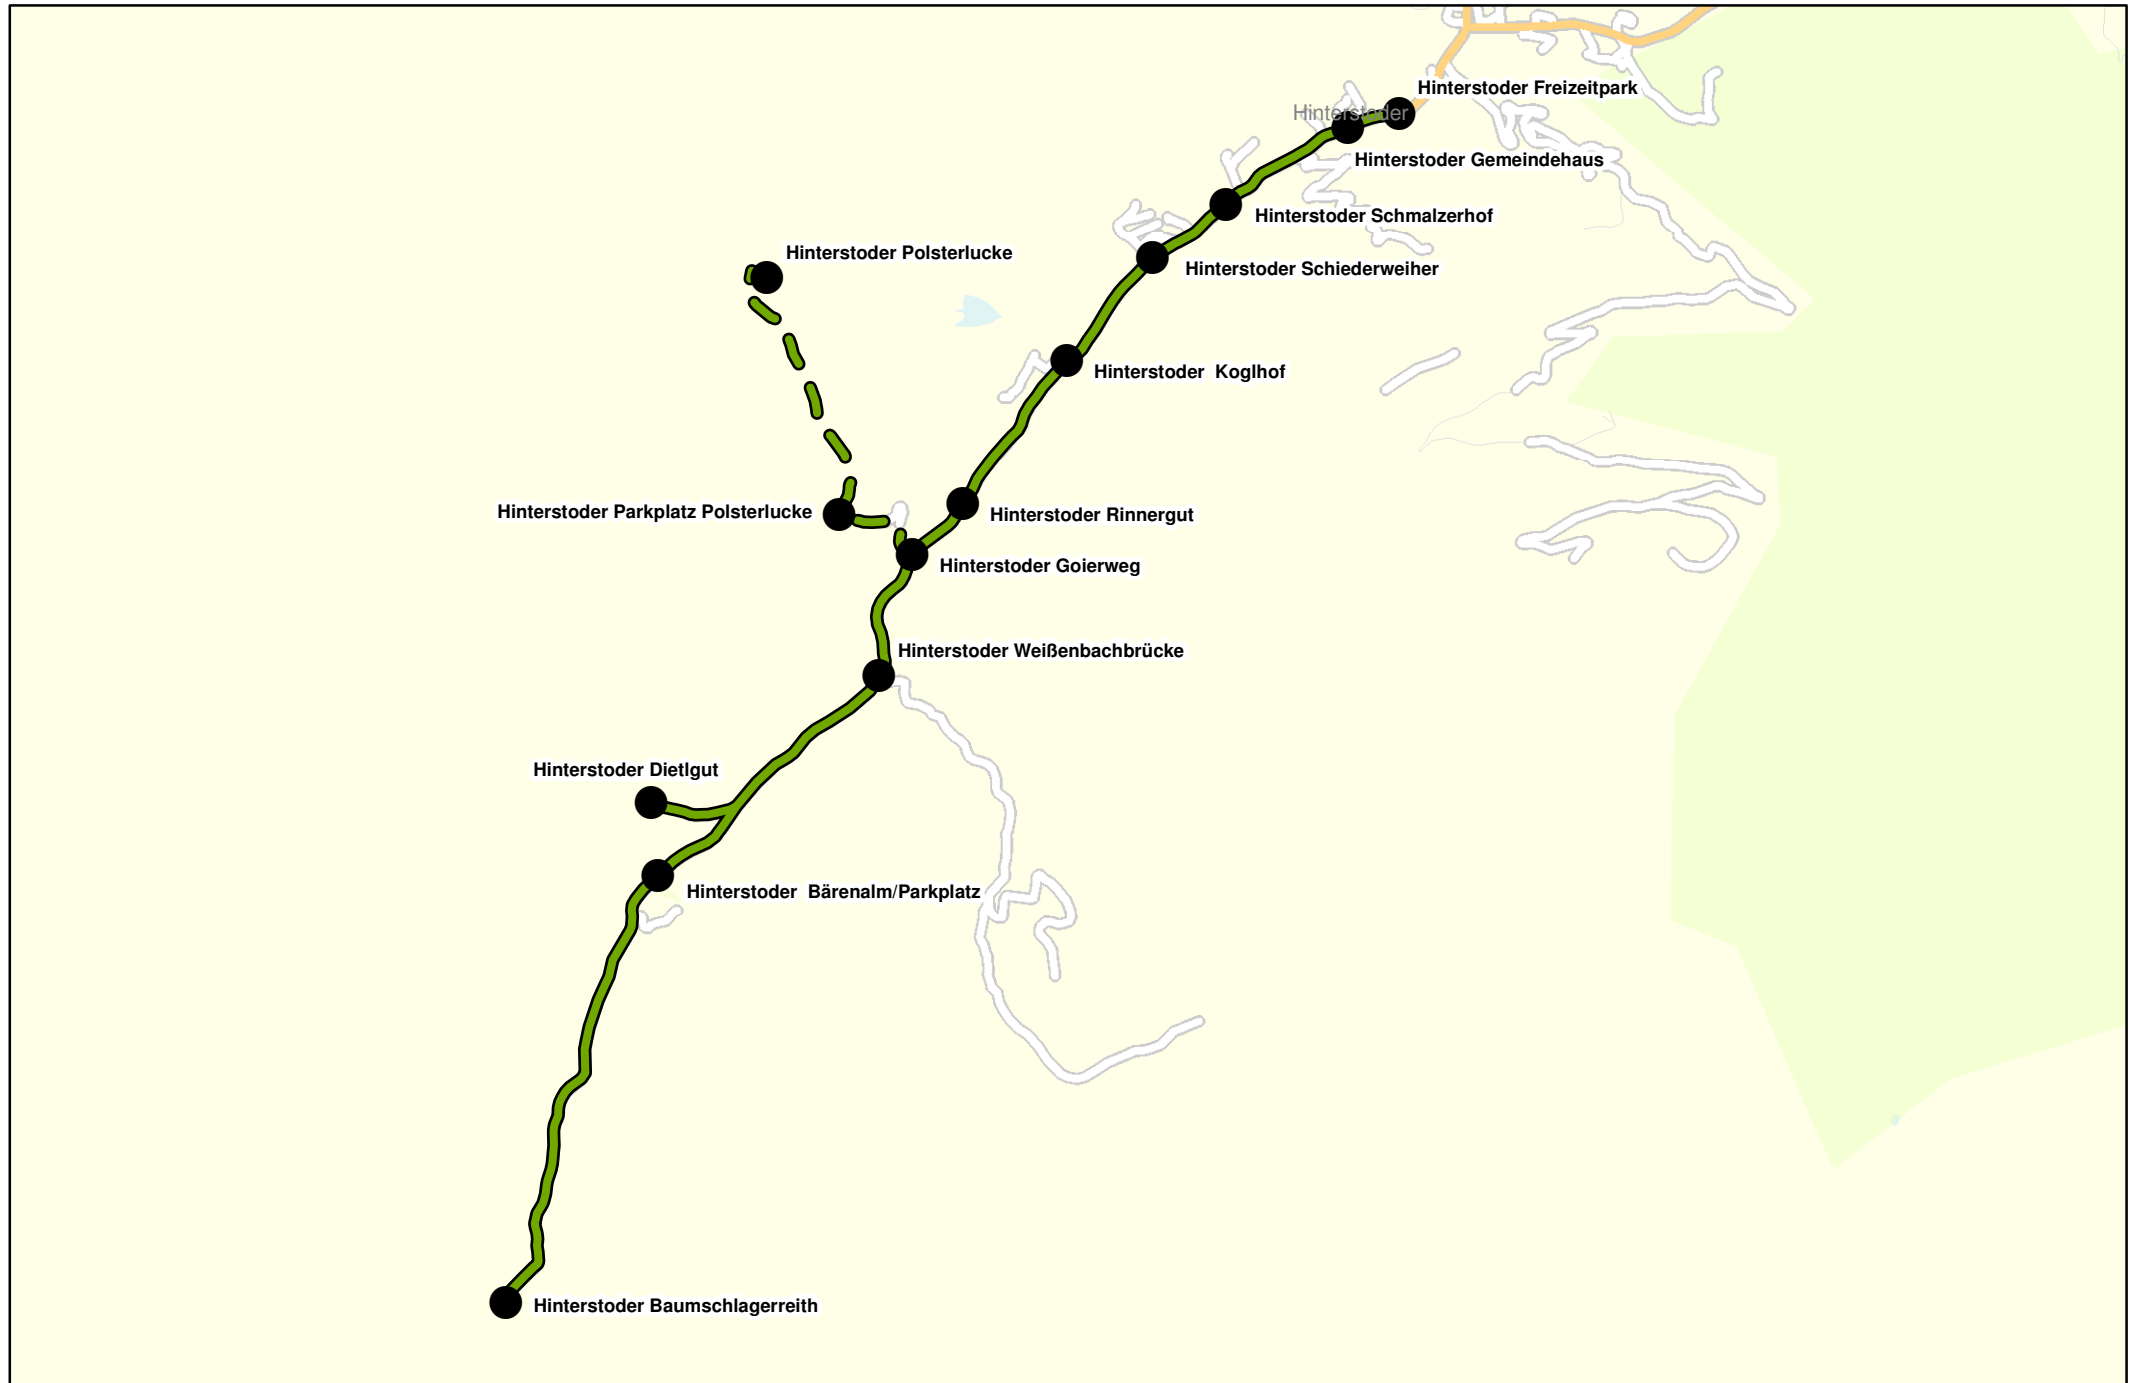 Hinterstoder Freizeitpark
Hinterstoder
Hinterstoder Gemeindehaus
Hinterstoder Schmalzerhof
Hinterstoder Polsterlucke
Hinterstoder Schiederweiher
Hinterstoder  Koglhof
Hinterstoder Parkplatz Polsterlucke
Hinterstoder Rinnergut
Hinterstoder Goierweg
Hinterstoder Weißenbachbrücke
Hinterstoder Dietlgut
Hinterstoder  Bärenalm/Parkplatz
Hinterstoder Baumschlagerreith